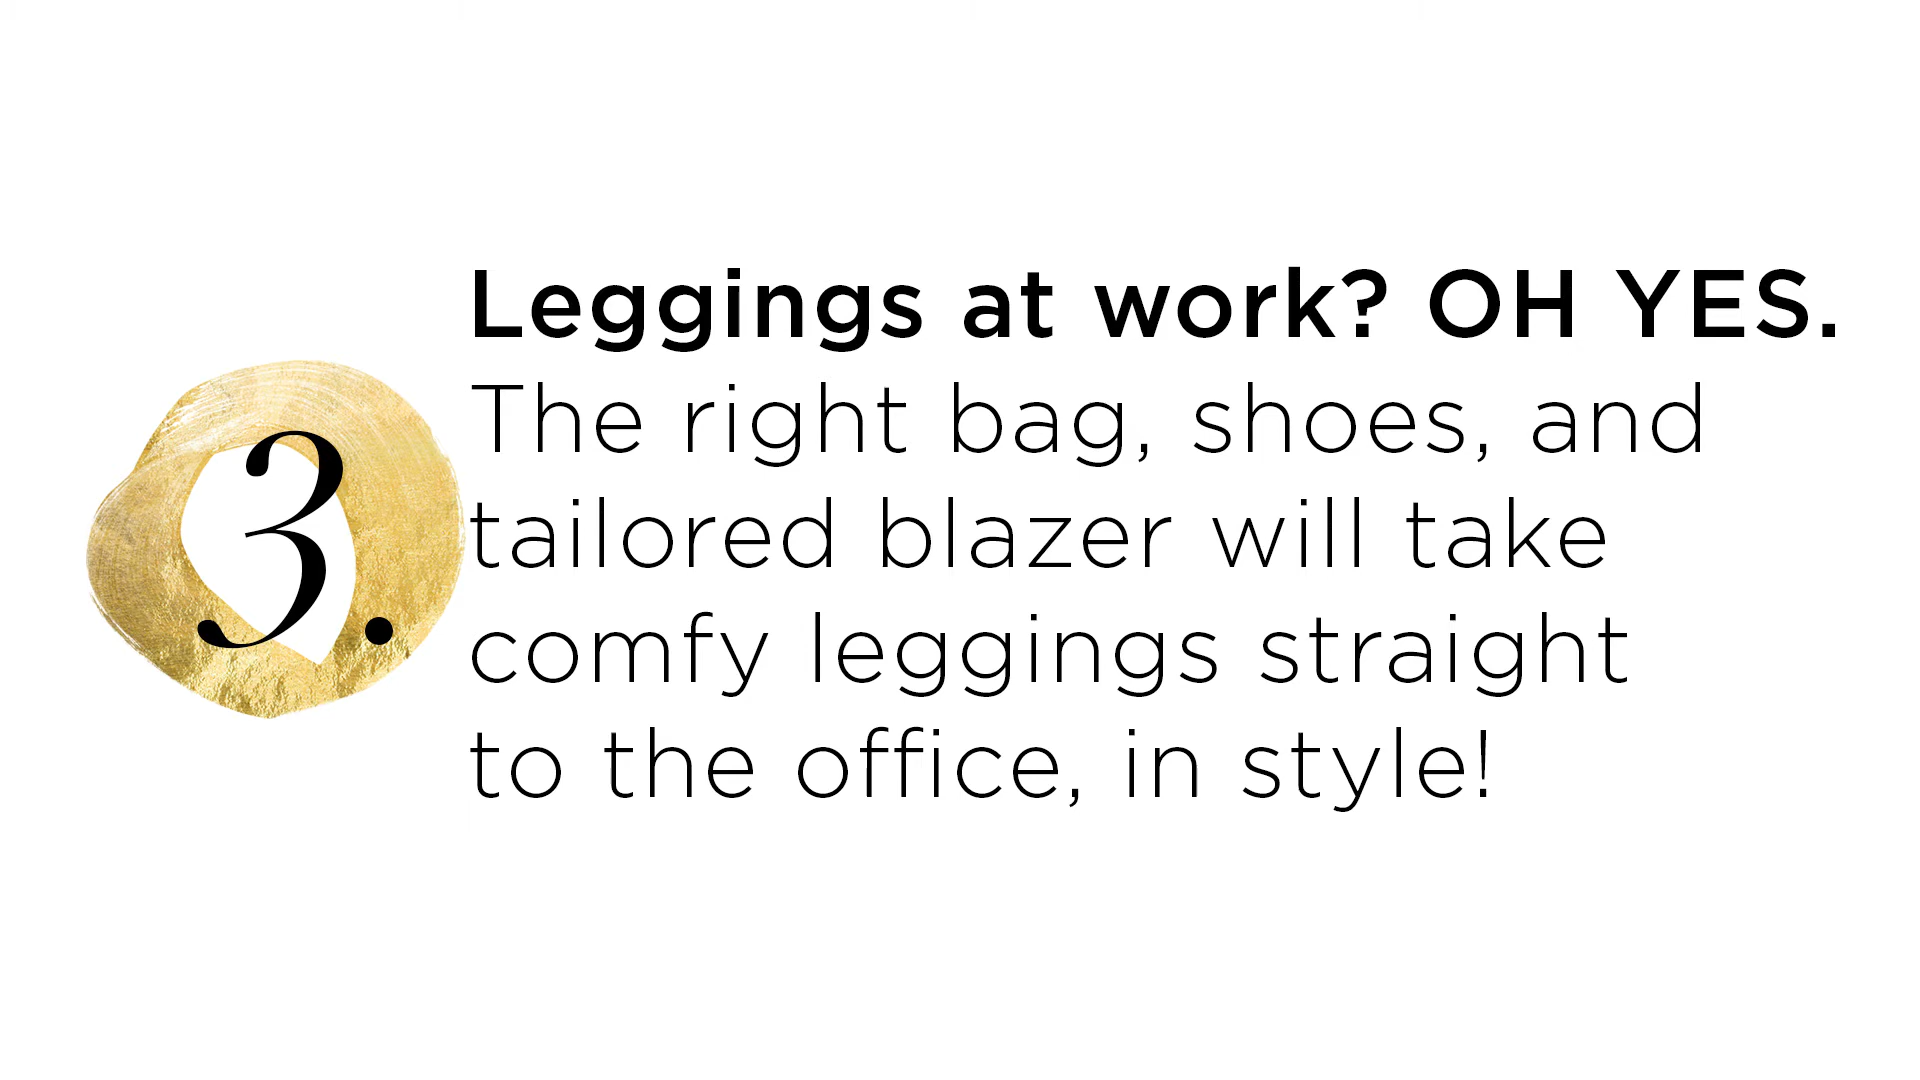 3.
Leggings at work? OH YES.
The right bag, shoes, and
tailored blazer will take
comfy leggings straight
to the office, in style!